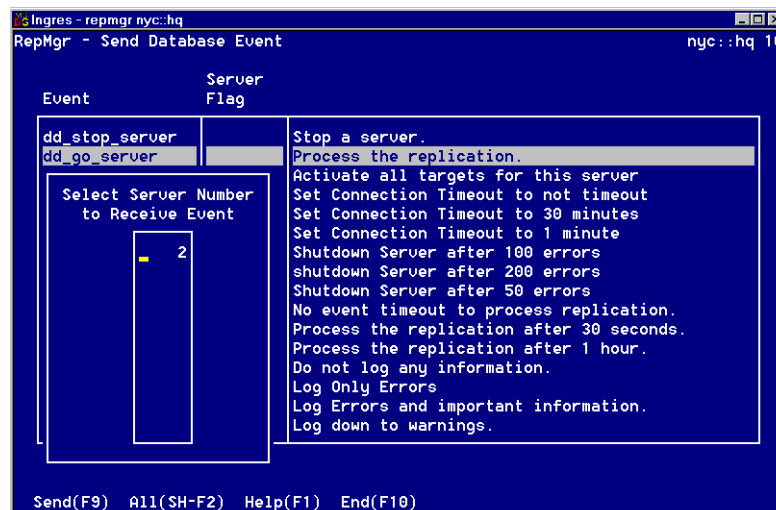 Ingres - repmgr nyc::hq
RepMgr - Send Database Event nyc::hq
Server
Event Flag
dd_stop_server Stop a server.
dd_go_server Process the replication.
Activate all targets for this server
Select Server Number Set Connection Timeout to not timeout
to Receive Event Set Connection Timeout to 30 minutes
Set Connection Timeout to 1 minute
2 Shutdown Server after 100 errors
shutdown Server after 200 errors
Shutdown Server after 50 errors
No event timeout to process replication.
Process the replication after 30 seconds.
Process the replication after 1 hour.
Do not log any information.
Log Only Errors
Log Errors and important information.
Log down to warnings.
Send(F9) All(SH-F2) Help(F1) End(F10)